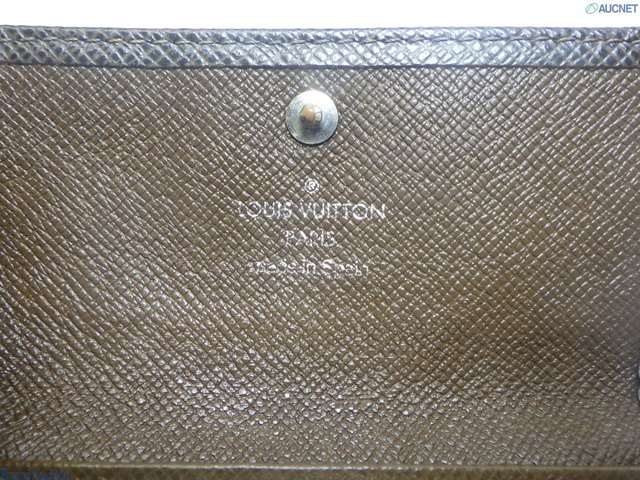 AUCNET
®
LOUIS VUITTON
PARIS
made in Spain